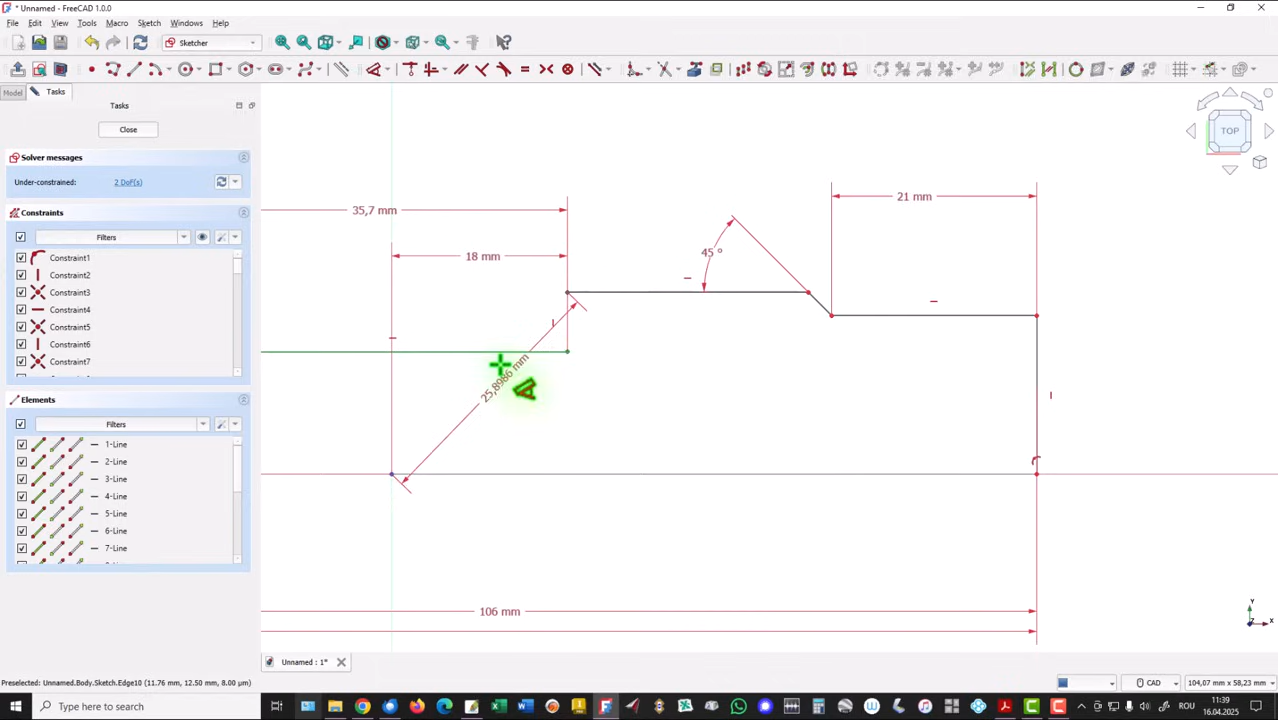 * Unnamed - FreeCAD 1.0.0
File Edit View Tools Macro Sketch Windows Help
Sketcher
Model Tasks
Tasks
Close
Solver messages
Under-constrained: 2 DoF(s)
Constraints
Filters
Constraint1
Constraint2
Constraint3
Constraint4
Constraint5
Constraint6
Constraint7
Elements
Filters
1-Line
2-Line
3-Line
4-Line
5-Line
6-Line
7-Line
TOP
21 mm
35,7 mm
45 °
18 mm
25,8986 mm
106 mm
Y
Z
X
Unnamed : 1*
Preselected: Unnamed.Body.Sketch.Edge10 (11.76 mm, 12.50 mm, 8.00 µm)
CAD
104,07 mm x 58,23 mm
Type here to search
ROU
11:39
16.04.2025